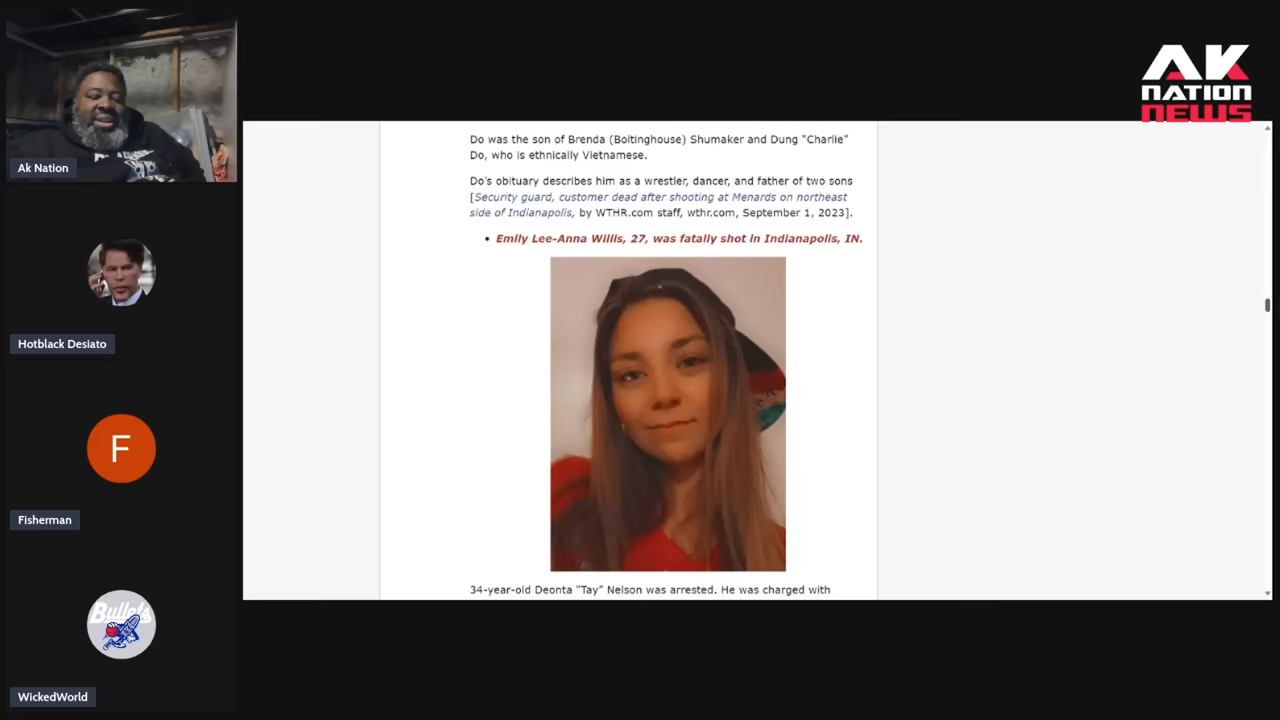 Ak Nation
Hotblack Desiato
F
Fisherman
Bullets
WickedWorld
AK
NATION
NEWS
Do was the son of Brenda (Boltinghouse) Shumaker and Dung “Charlie”
Do, who is ethnically Vietnamese.
Do’s obituary describes him as a wrestler, dancer, and father of two sons
[Security guard, customer dead after shooting at Menards on northeast
side of Indianapolis, by WTHR.com staff, wthr.com, September 1, 2023].
• Emily Lee-Anna Willis, 27, was fatally shot in Indianapolis, IN.
34-year-old Deonta “Tay” Nelson was arrested. He was charged with